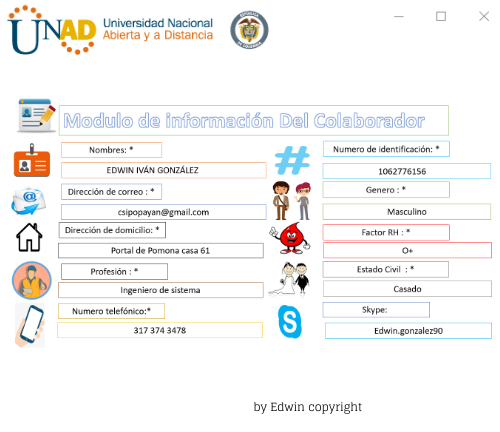 UNAD Universidad Nacional
Abierta y a Distancia
Modulo de información Del Colaborador
Nombres: *
EDWIN IVÁN GONZÁLEZ
Numero de identificación: *
1062776156
Dirección de correo : *
csipopayan@gmail.com
Genero : *
Masculino
Dirección de domicilio: *
Portal de Pomona casa 61
Factor RH : *
O+
Profesión : *
Ingeniero de sistema
Estado Civil : *
Casado
Numero telefónico:*
317 374 3478
Skype:
Edwin.gonzalez90
by Edwin copyright